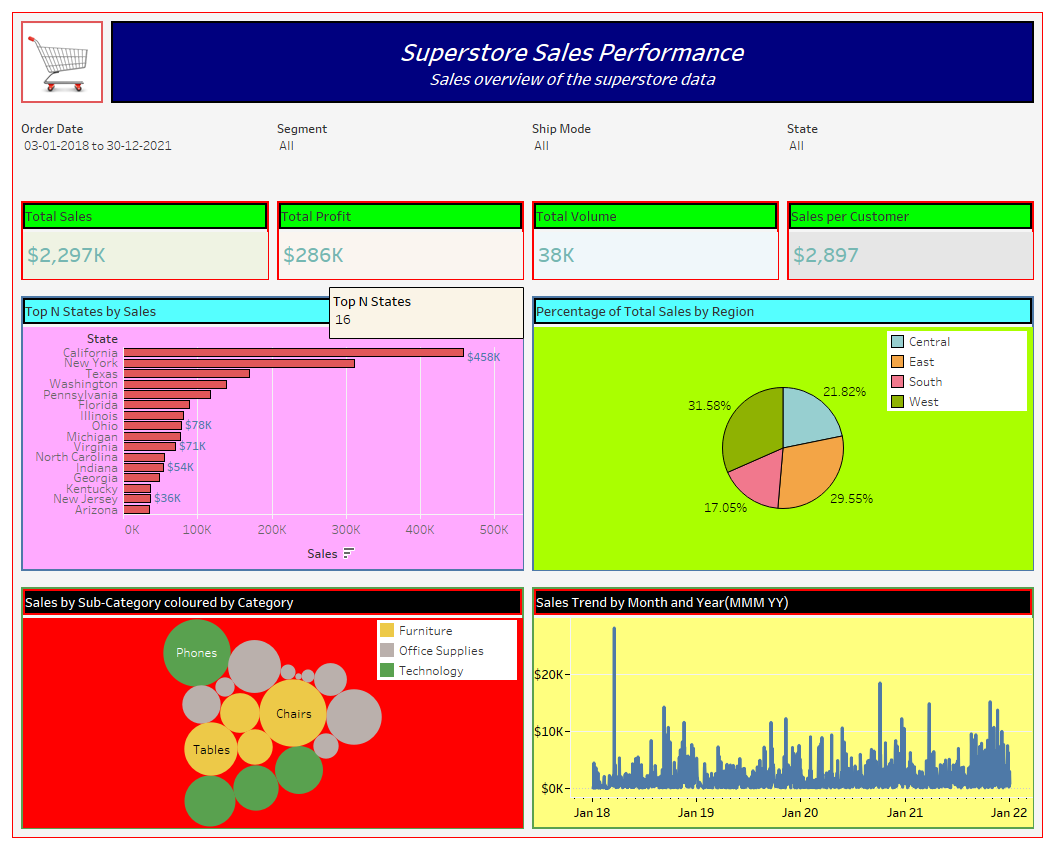 Superstore Sales Performance
Sales overview of the superstore data
Order Date
03-01-2018 to 30-12-2021
Segment
All
Ship Mode
All
State
All
Total Sales
$2,297K
Total Profit
$286K
Total Volume
38K
Sales per Customer
$2,897
Top N States by Sales
Top N States
16
State
California
New York
Texas
Washington
Pennsylvania
Florida
Illinois
Ohio
Michigan
Virginia
North Carolina
Indiana
Georgia
Kentucky
New Jersey
Arizona
$458K
$78K
$71K
$54K
$36K
0K 100K 200K 300K 400K 500K
Sales
Percentage of Total Sales by Region
Central
East
South
West
21.82%
31.58%
29.55%
17.05%
Sales by Sub-Category coloured by Category
Furniture
Office Supplies
Technology
Phones
Chairs
Tables
Sales Trend by Month and Year(MMM YY)
$20K
$10K
$0K
Jan 18 Jan 19 Jan 20 Jan 21 Jan 22